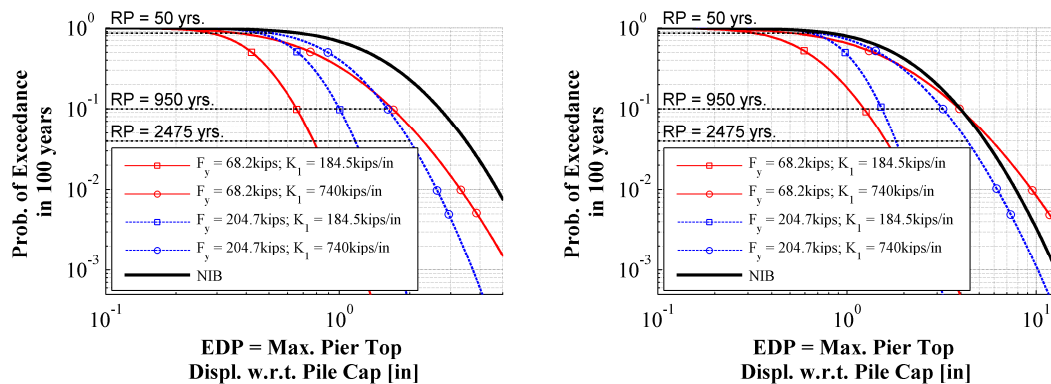 RP = 50 yrs.
RP = 950 yrs.
RP = 2475 yrs.
10^0
10^-1
10^-2
10^-3
Prob. of Exceedance
in 100 years
F_y = 68.2kips; K_1 = 184.5kips/in
F_y = 68.2kips; K_1 = 740kips/in
F_y = 204.7kips; K_1 = 184.5kips/in
F_y = 204.7kips; K_1 = 740kips/in
NIB
10^-1
10^0
EDP = Max. Pier Top
Displ. w.r.t. Pile Cap [in]
RP = 50 yrs.
RP = 950 yrs.
RP = 2475 yrs.
10^0
10^-1
10^-2
10^-3
Prob. of Exceedance
in 100 years
F_y = 68.2kips; K_1 = 184.5kips/in
F_y = 68.2kips; K_1 = 740kips/in
F_y = 204.7kips; K_1 = 184.5kips/in
F_y = 204.7kips; K_1 = 740kips/in
NIB
10^-1
10^0
10^1
EDP = Max. Pier Top
Displ. w.r.t. Pile Cap [in]